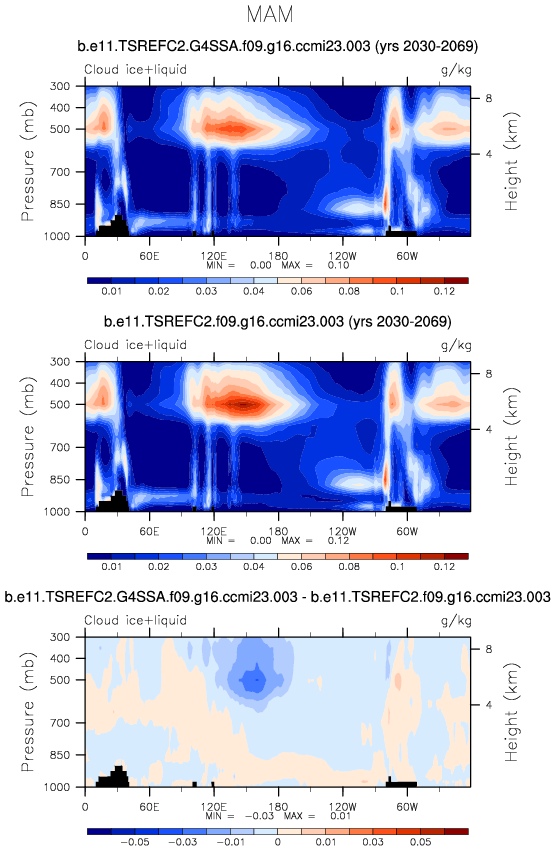 MAM
b.e11.TSREFC2.G4SSA.f09.g16.ccmi23.003 (yrs 2030-2069)
Cloud ice+liquid g/kg
300
500
700
850
1000
Pressure (mb)
8
4
Height (km)
0 60E 120E 180 120W 60W
MIN = 0.00 MAX = 0.10
0.01 0.02 0.03 0.04 0.06 0.08 0.1 0.12
b.e11.TSREFC2.f09.g16.ccmi23.003 (yrs 2030-2069)
Cloud ice+liquid g/kg
300
500
700
850
1000
Pressure (mb)
8
4
Height (km)
0 60E 120E 180 120W 60W
MIN = 0.00 MAX = 0.12
0.01 0.02 0.03 0.04 0.06 0.08 0.1 0.12
b.e11.TSREFC2.G4SSA.f09.g16.ccmi23.003 - b.e11.TSREFC2.f09.g16.ccmi23.003
Cloud ice+liquid g/kg
300
500
700
850
1000
Pressure (mb)
8
4
Height (km)
0 60E 120E 180 120W 60W
MIN = -0.03 MAX = 0.01
-0.05 -0.03 -0.01 0 0.01 0.03 0.05